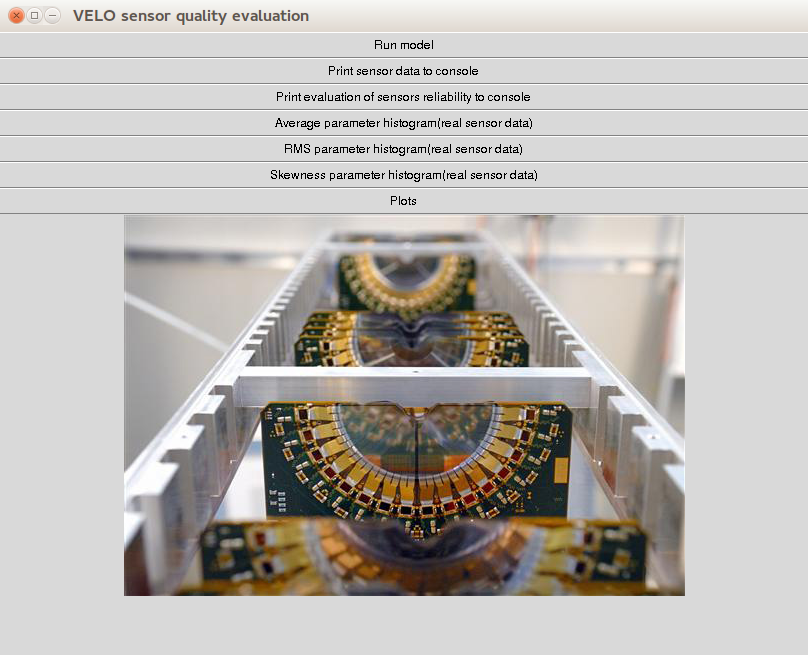 VELO sensor quality evaluation
Run model
Print sensor data to console
Print evaluation of sensors reliability to console
Average parameter histogram(real sensor data)
RMS parameter histogram(real sensor data)
Skewness parameter histogram(real sensor data)
Plots